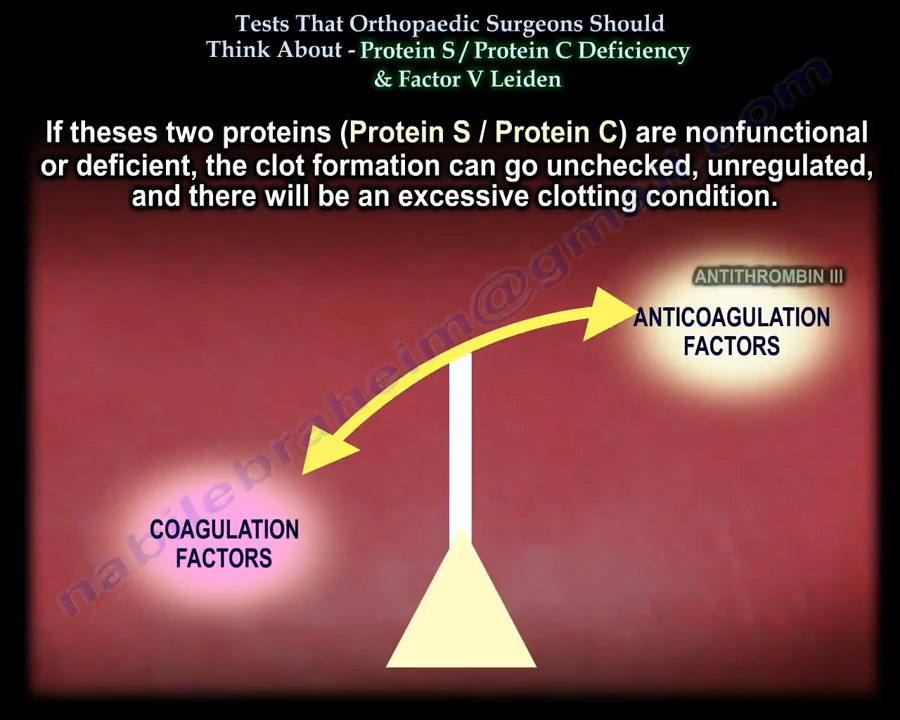 Tests That Orthopaedic Surgeons Should
Think About - Protein S / Protein C Deficiency
& Factor V Leiden
If theses two proteins (Protein S / Protein C) are nonfunctional
or deficient, the clot formation can go unchecked, unregulated,
and there will be an excessive clotting condition.
ANTITHROMBIN III
ANTICOAGULATION
FACTORS
COAGULATION
FACTORS
nabilebraheim@gmail.com